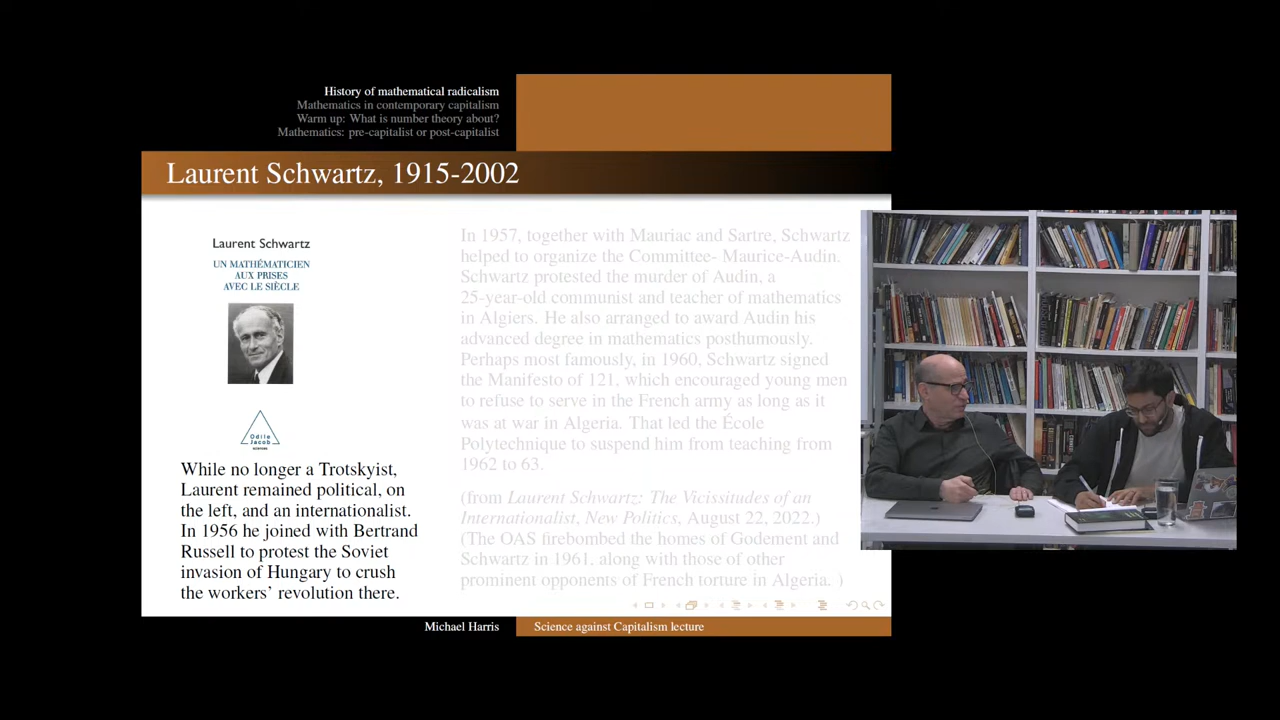 History of mathematical radicalism
Mathematics in contemporary capitalism
Warm up: What is number theory about?
Mathematics: pre-capitalist or post-capitalist
Laurent Schwartz, 1915-2002
Laurent Schwartz
UN MATHÉMATICIEN
AUX PRISES
AVEC LE SIÈCLE
Odile
Jacob
sciences
While no longer a Trotskyist,
Laurent remained political, on
the left, and an internationalist.
In 1956 he joined with Bertrand
Russell to protest the Soviet
invasion of Hungary to crush
the workers’ revolution there.
In 1957, together with Mauriac and Sartre, Schwartz
helped to organize the Committee- Maurice-Audin.
Schwartz protested the murder of Audin, a
25-year-old communist and teacher of mathematics
in Algiers. He also arranged to award Audin his
advanced degree in mathematics posthumously.
Perhaps most famously, in 1960, Schwartz signed
the Manifesto of 121, which encouraged young men
to refuse to serve in the French army as long as it
was at war in Algeria. That led the École
Polytechnique to suspend him from teaching from
1962 to 63.
(from Laurent Schwartz: The Vicissitudes of an
Internationalist, New Politics, August 22, 2022.)
(The OAS firebombed the homes of Godement and
Schwartz in 1961, along with those of other
prominent opponents of French torture in Algeria. )
Michael Harris
Science against Capitalism lecture